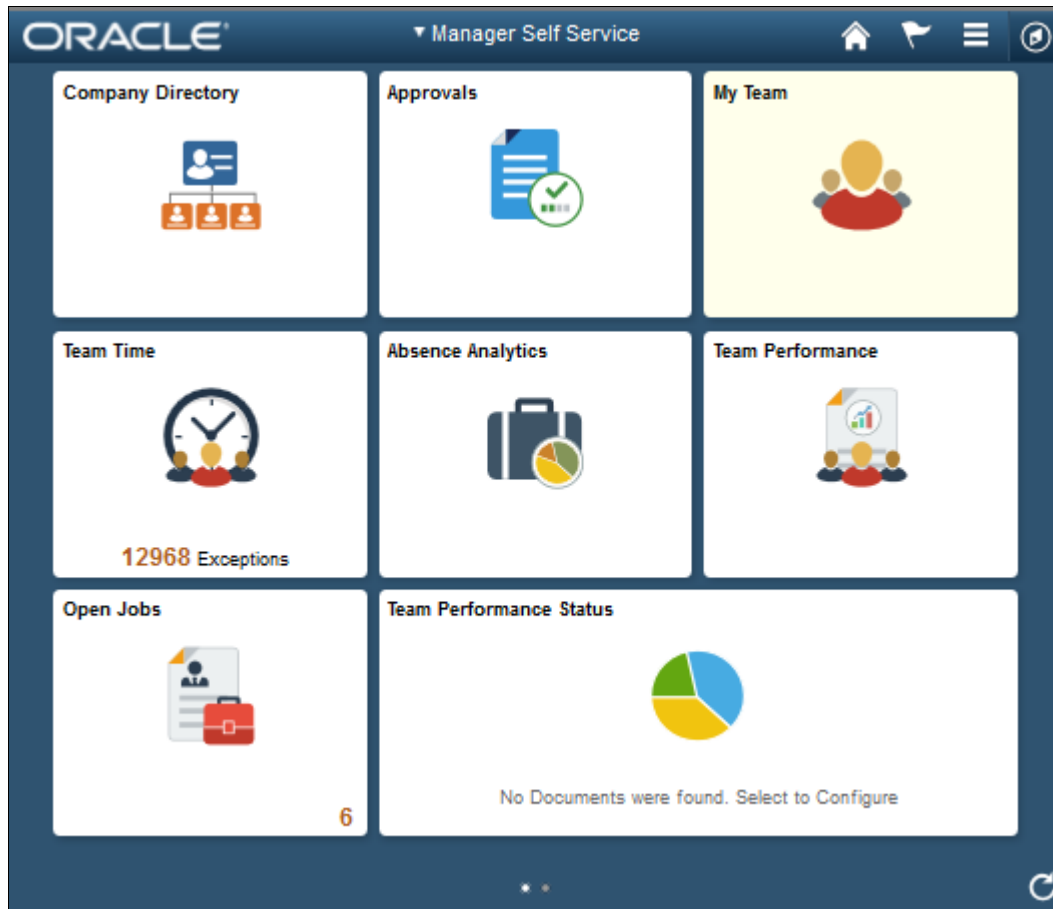 ORACLE
Manager Self Service
Company Directory
Approvals
My Team
Team Time
12968 Exceptions
Absence Analytics
Team Performance
Open Jobs
6
Team Performance Status
No Documents were found. Select to Configure